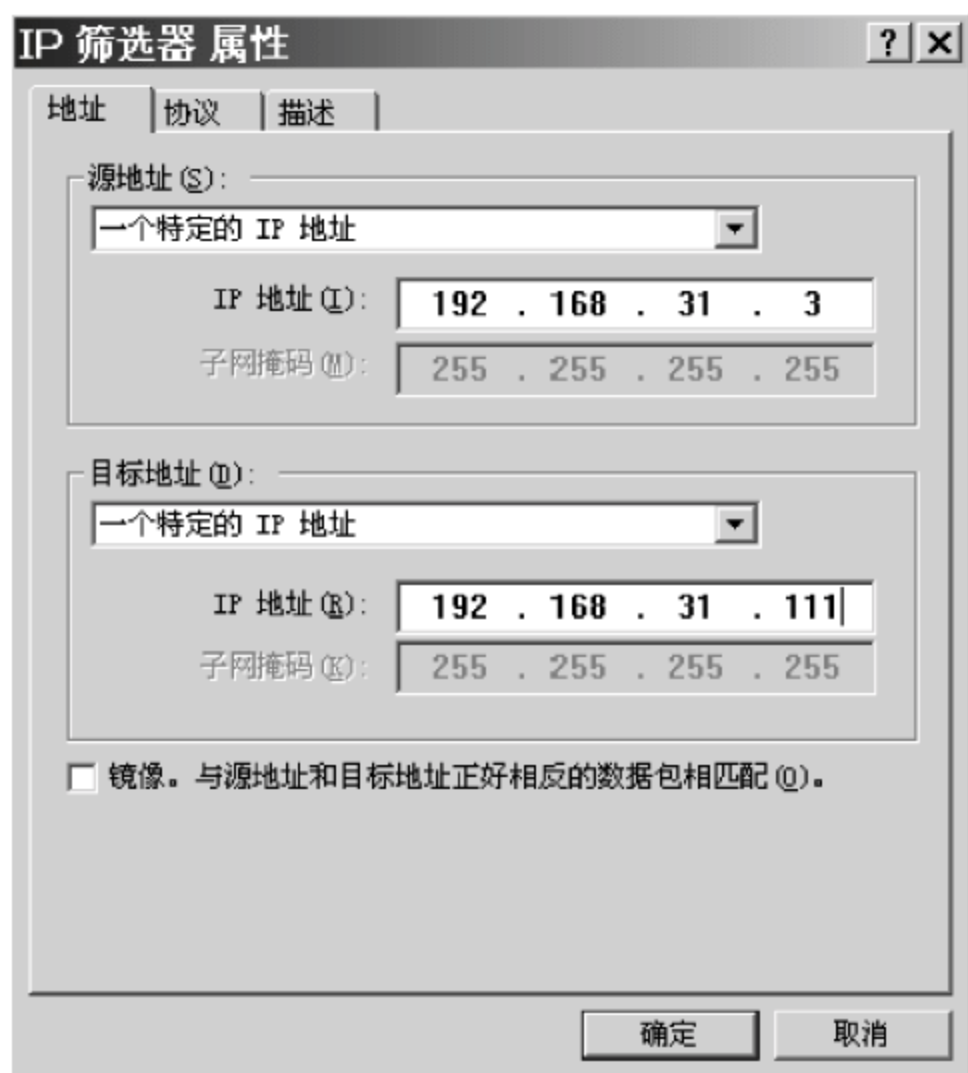 IP 筛选器 属性
地址 协议 描述
源地址(S):
一个特定的 IP 地址
IP 地址(I): 192 . 168 . 31 . 3
子网掩码(M): 255 . 255 . 255 . 255
目标地址(D):
一个特定的 IP 地址
IP 地址(R): 192 . 168 . 31 . 111
子网掩码(K): 255 . 255 . 255 . 255
镜像。与源地址和目标地址正好相反的数据包相匹配(O)。
确定 取消